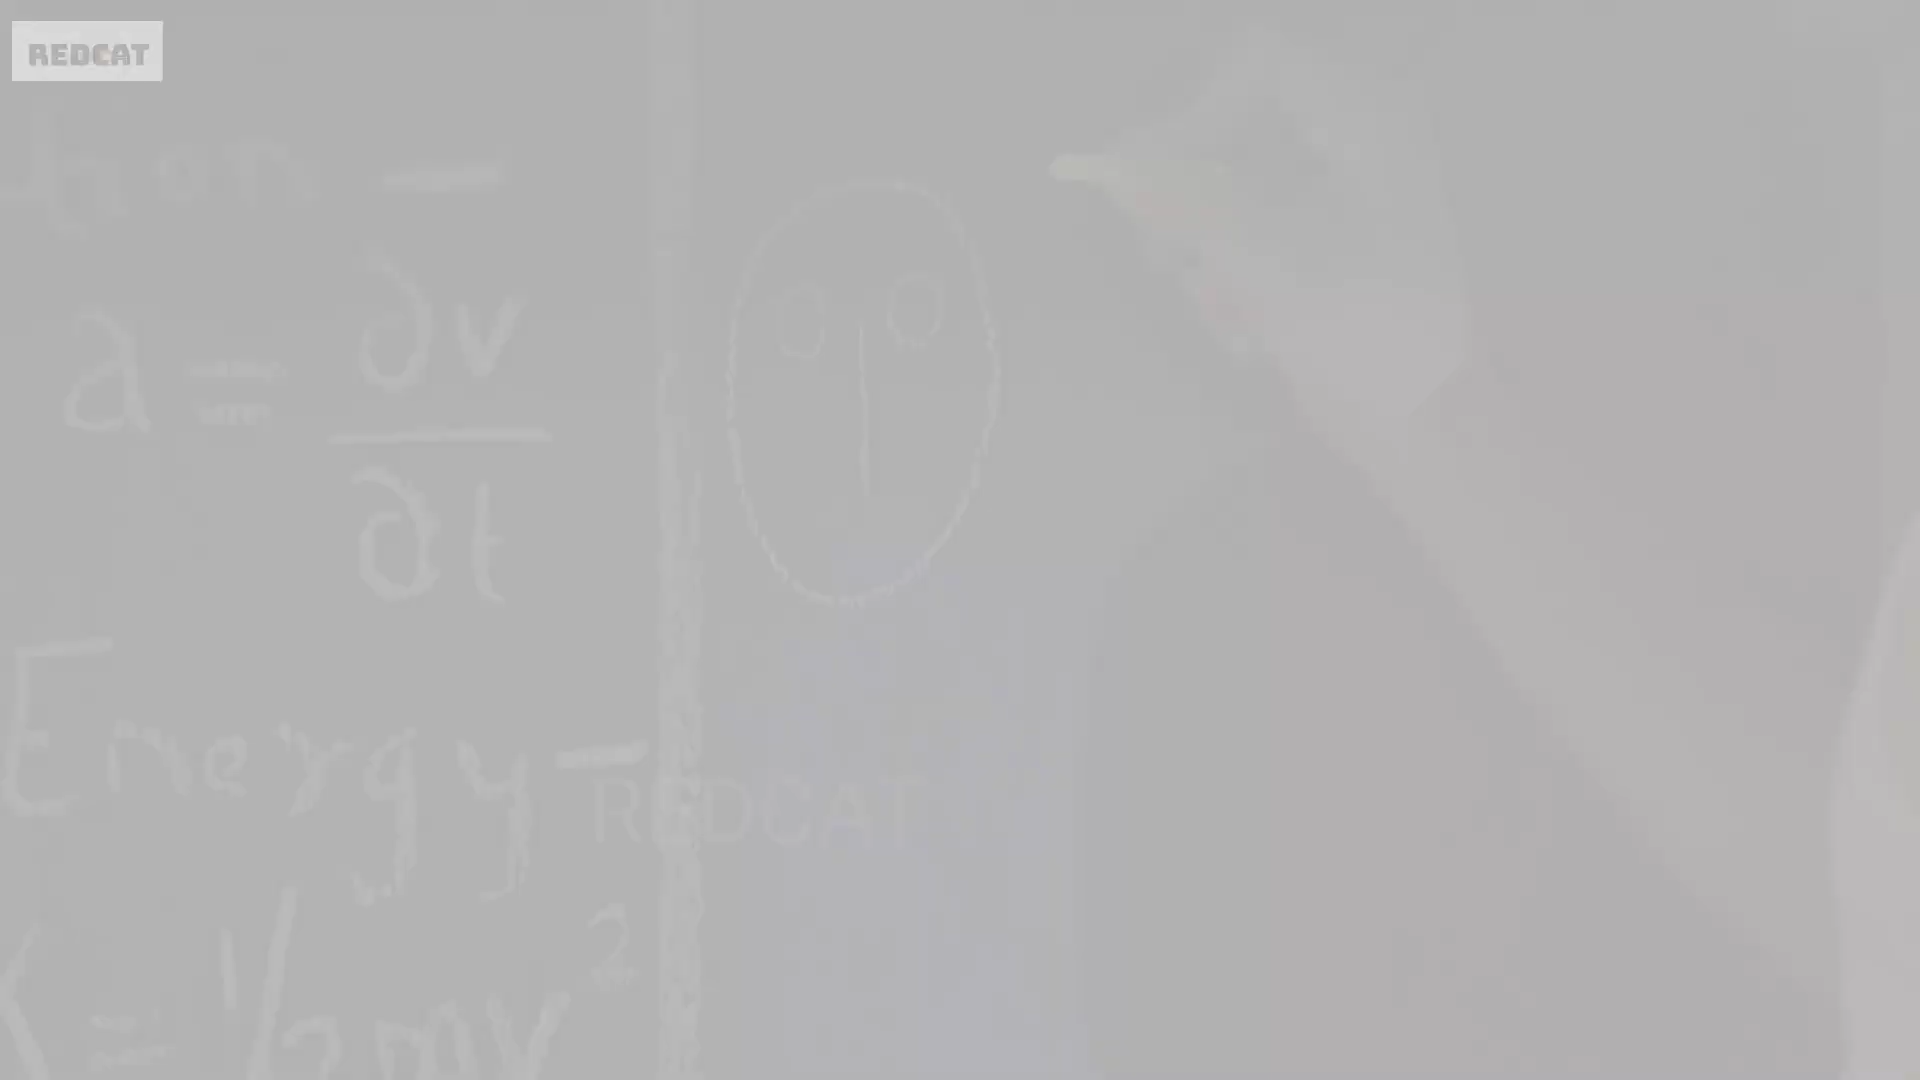 REDCAT
a = ∂v
∂t
Energy -
REDCAT
= 1/2mv²